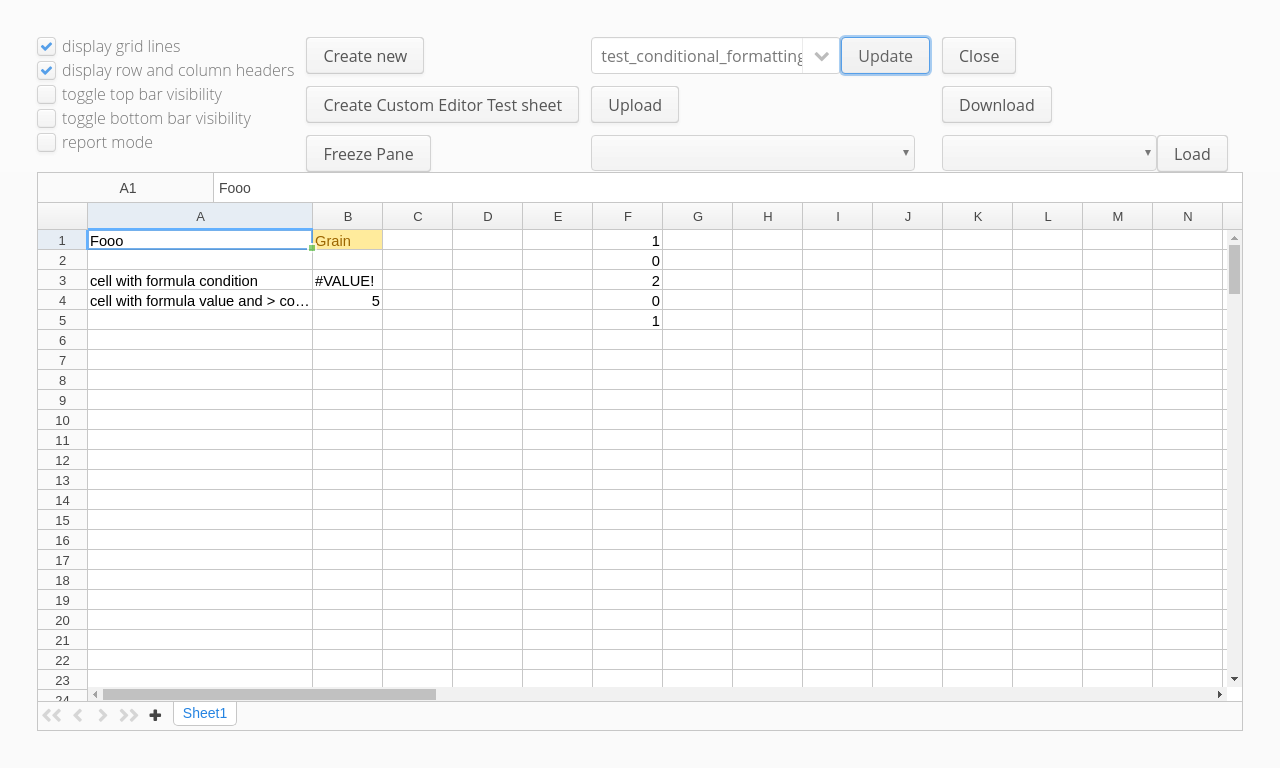 display grid lines
display row and column headers
toggle top bar visibility
toggle bottom bar visibility
report mode
Create new
test_conditional_formatting
Update
Close
Create Custom Editor Test sheet
Upload
Download
Freeze Pane
Load
A1 Fooo
A B C D E F G H I J K L M N
1 Fooo Grain 1
2 0
3 cell with formula condition #VALUE! 2
4 cell with formula value and > co… 5 0
5 1
6
7
8
9
10
11
12
13
14
15
16
17
18
19
20
21
22
23
24
Sheet1